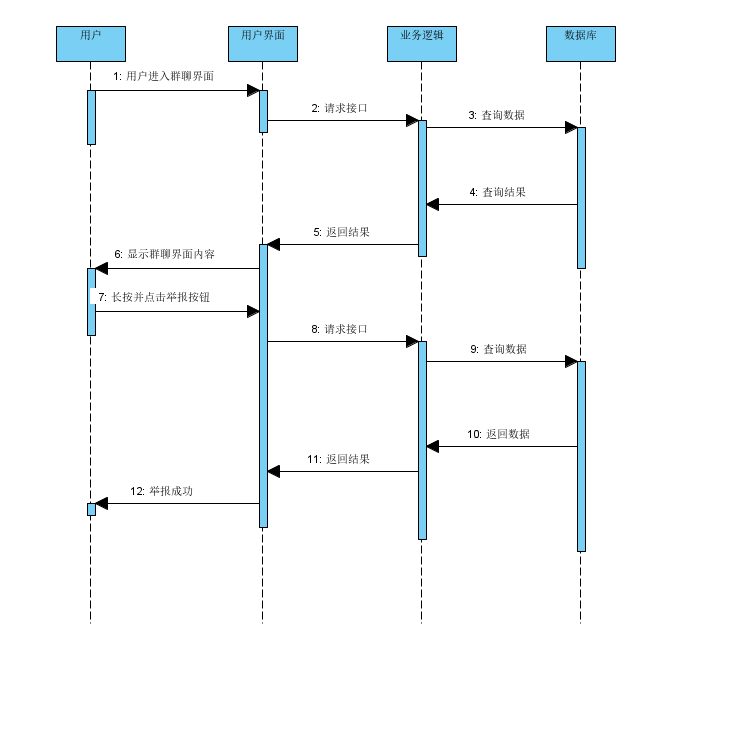 用户
用户界面
业务逻辑
数据库
1: 用户进入群聊界面
2: 请求接口
3: 查询数据
4: 查询结果
5: 返回结果
6: 显示群聊界面内容
7: 长按并点击举报按钮
8: 请求接口
9: 查询数据
10: 返回数据
11: 返回结果
12: 举报成功